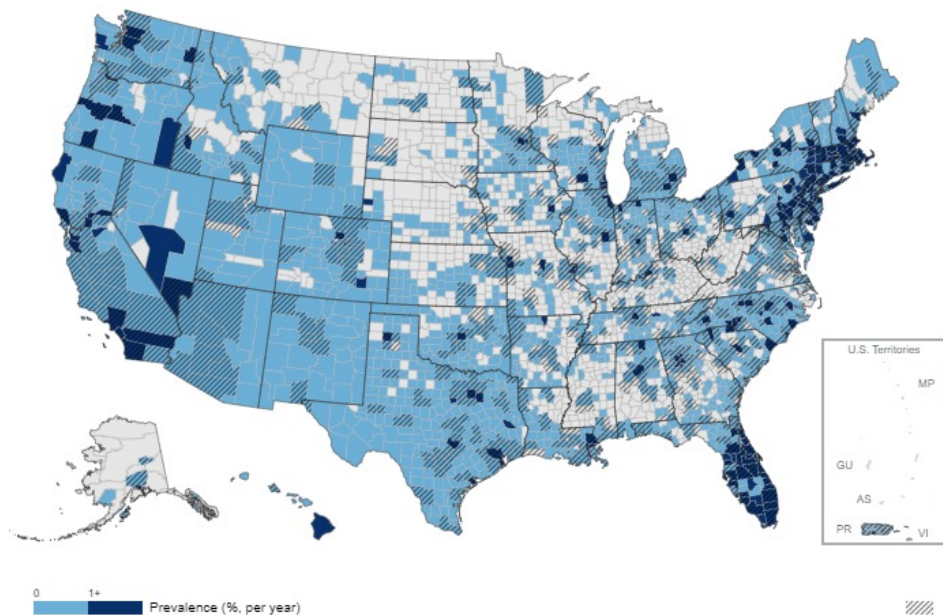 U.S. Territories
MP
GU
AS
PR
VI
0 1+
Prevalence (%, per year)